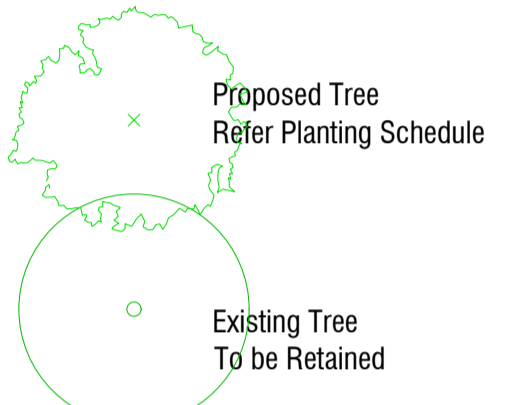 Proposed Tree
Refer Planting Schedule
Existing Tree
To be Retained